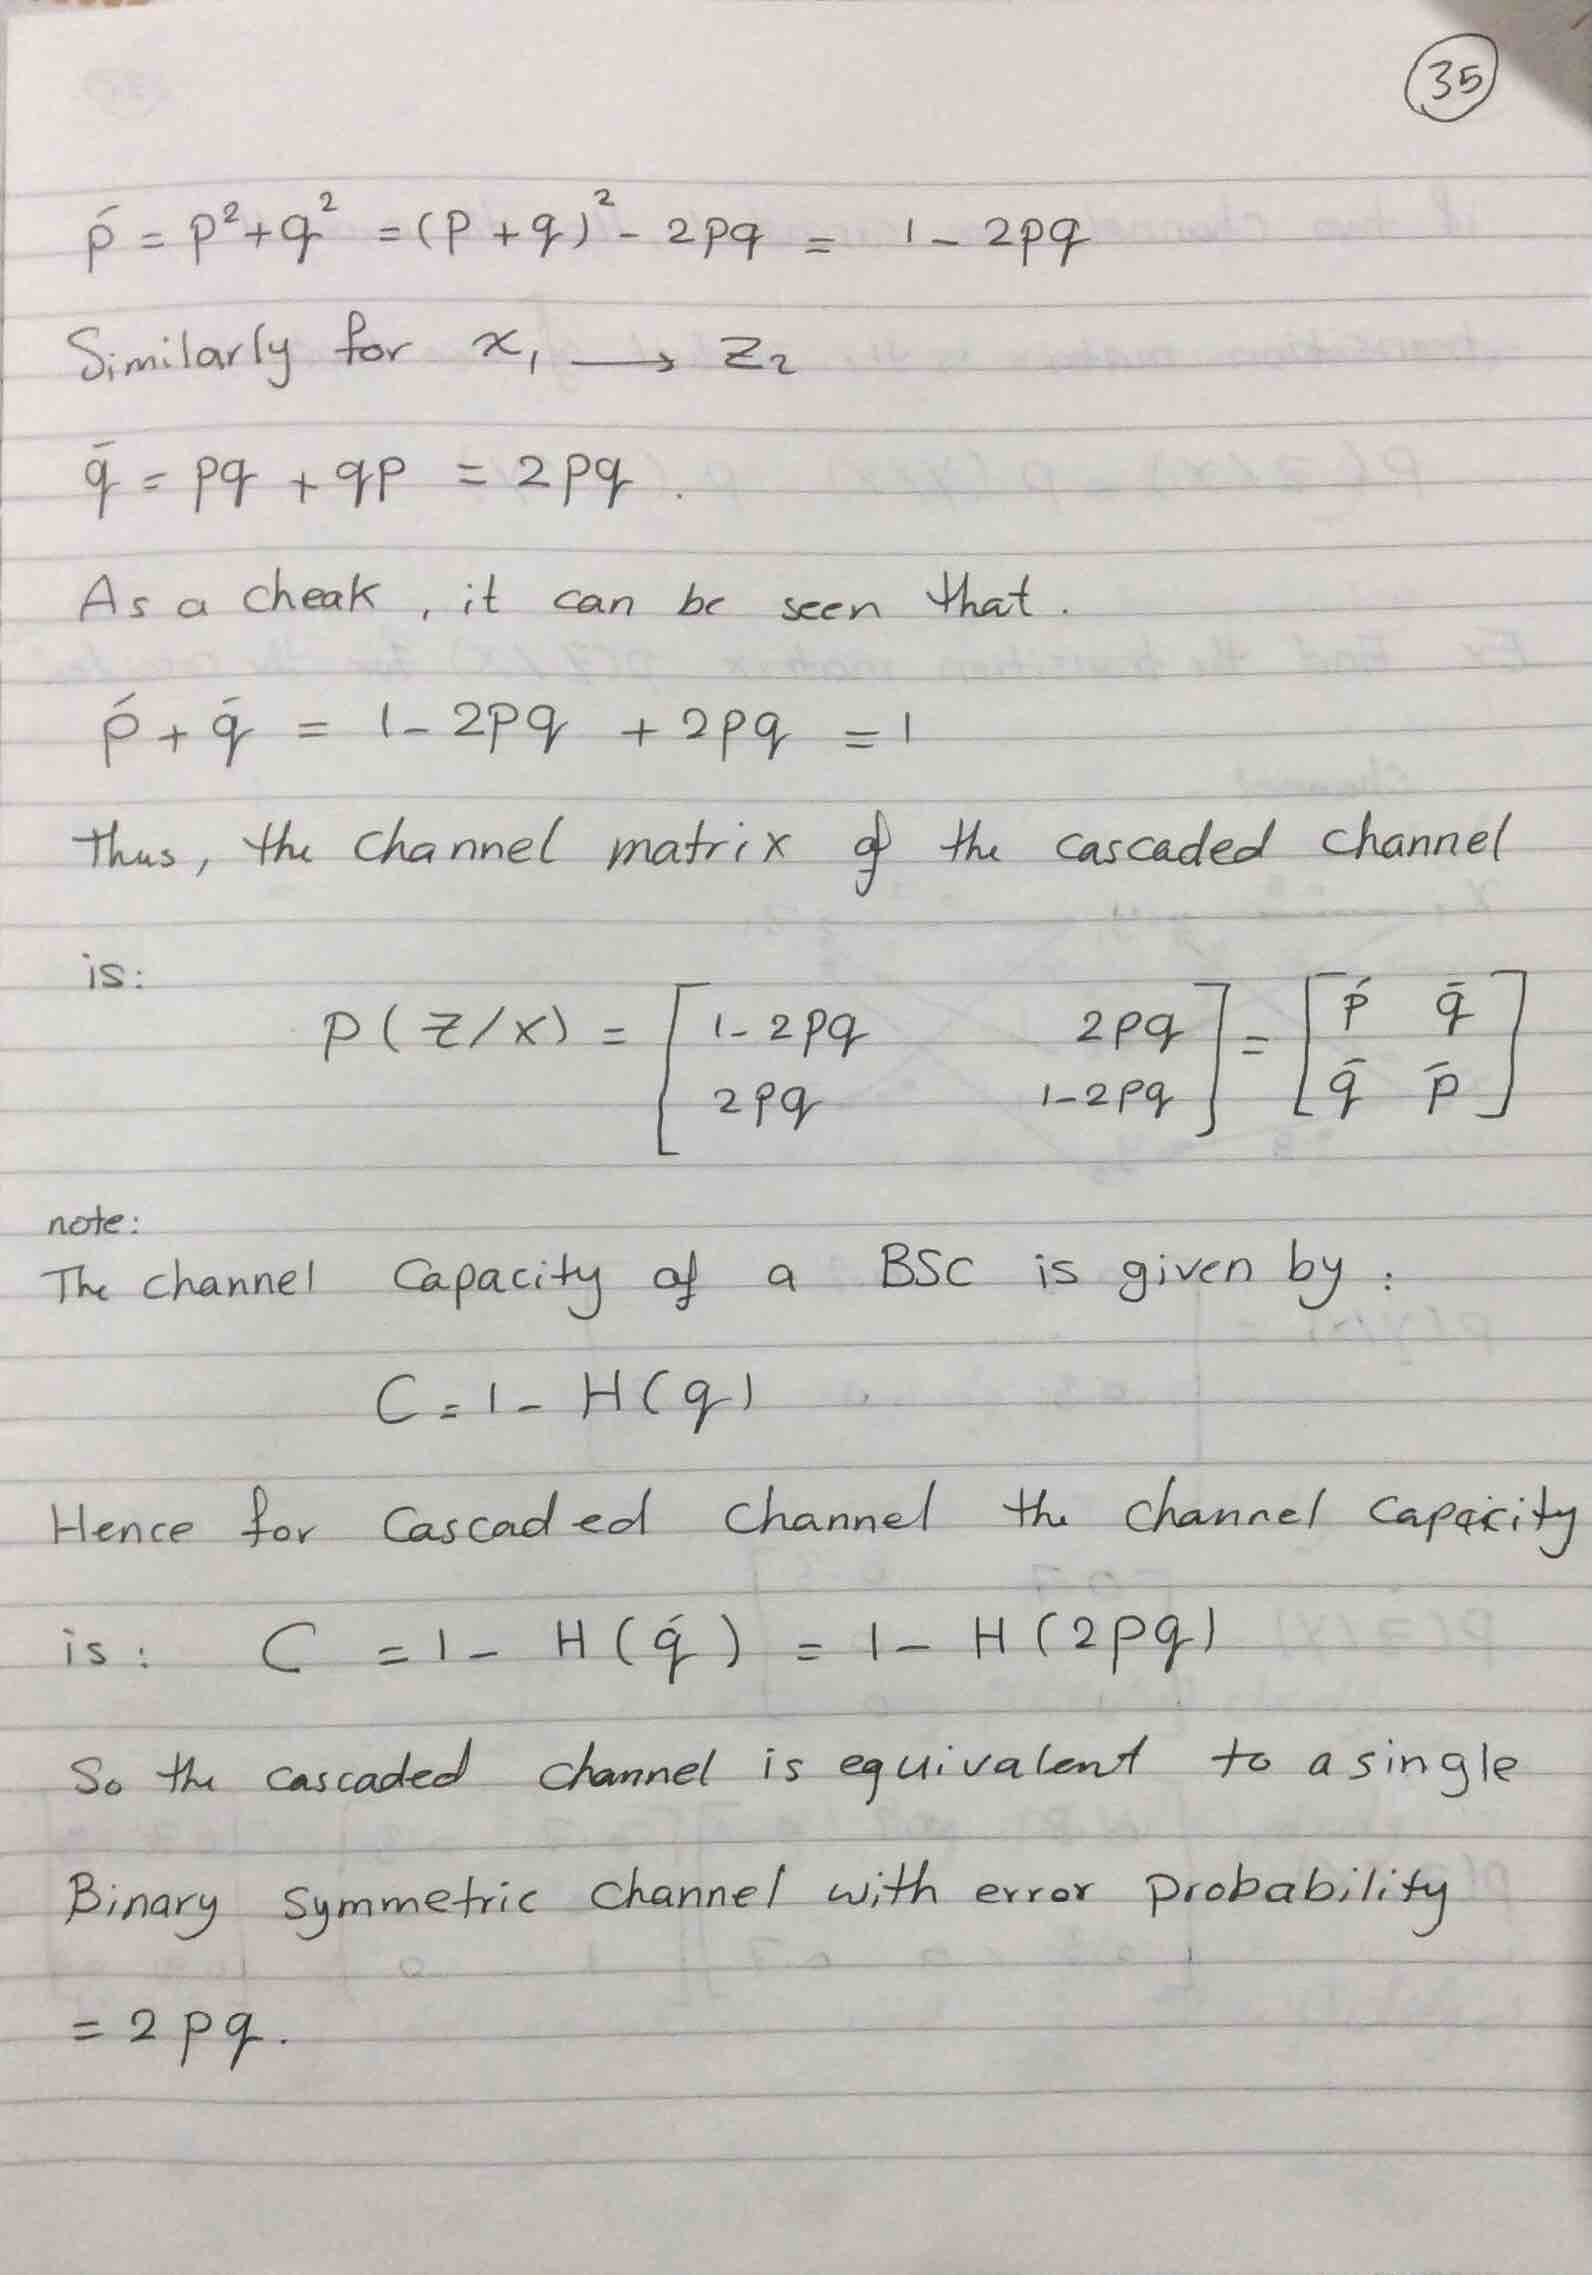 35
ṕ = p²+q² = (p+q)² - 2pq = 1 - 2pq
Similarly for x₁ → z₂
q̄ = pq + qp = 2pq.
As a cheak, it can be seen that.
ṕ + q̄ = 1 - 2pq + 2pq = 1
thus, the channel matrix of the cascaded channel
is:
P(Z/X) = [1-2pq 2pq] = [ṕ q̄]
[2pq 1-2pq] [q̄ p̄]
note:
The channel capacity of a BSC is given by:
C = 1 - H(q)
Hence for cascaded channel the channel capacity
is: C = 1 - H(q́) = 1 - H(2pq)
So the cascaded channel is equivalent to a single
Binary symmetric channel with error probability
= 2pq.